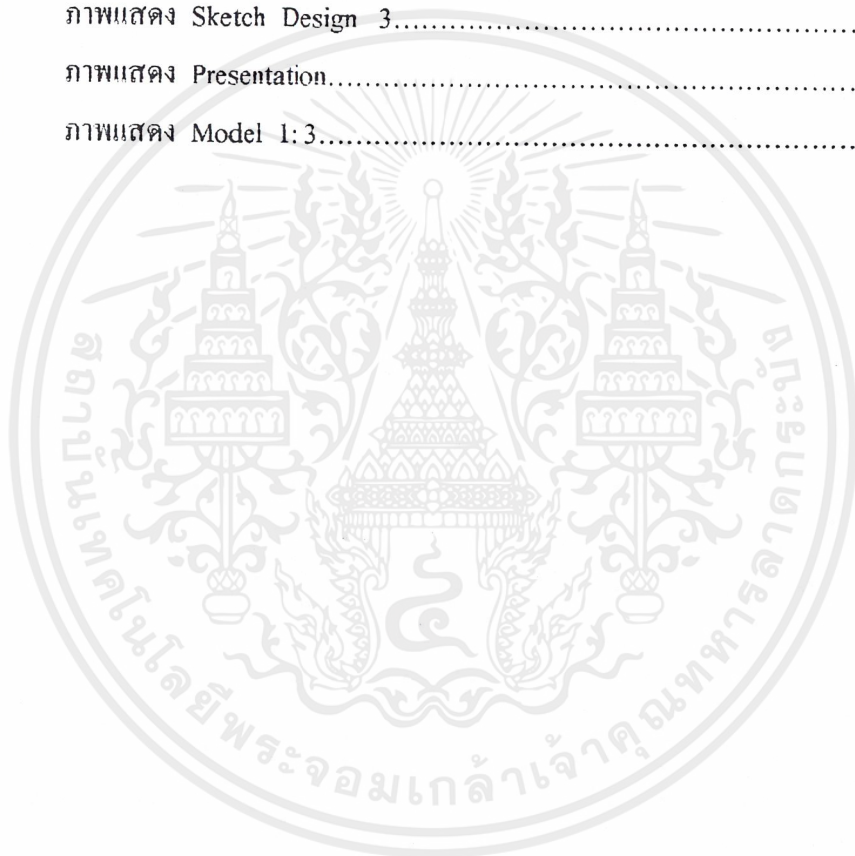 ภาพแสดง Sketch Design 3................................................................
ภาพแสดง Presentation................................................................
ภาพแสดง Model 1:3................................................................
สถาบันเทคโนโลยีพระจอมเกล้าเจ้าคุณทหารลาดกระบัง
๔